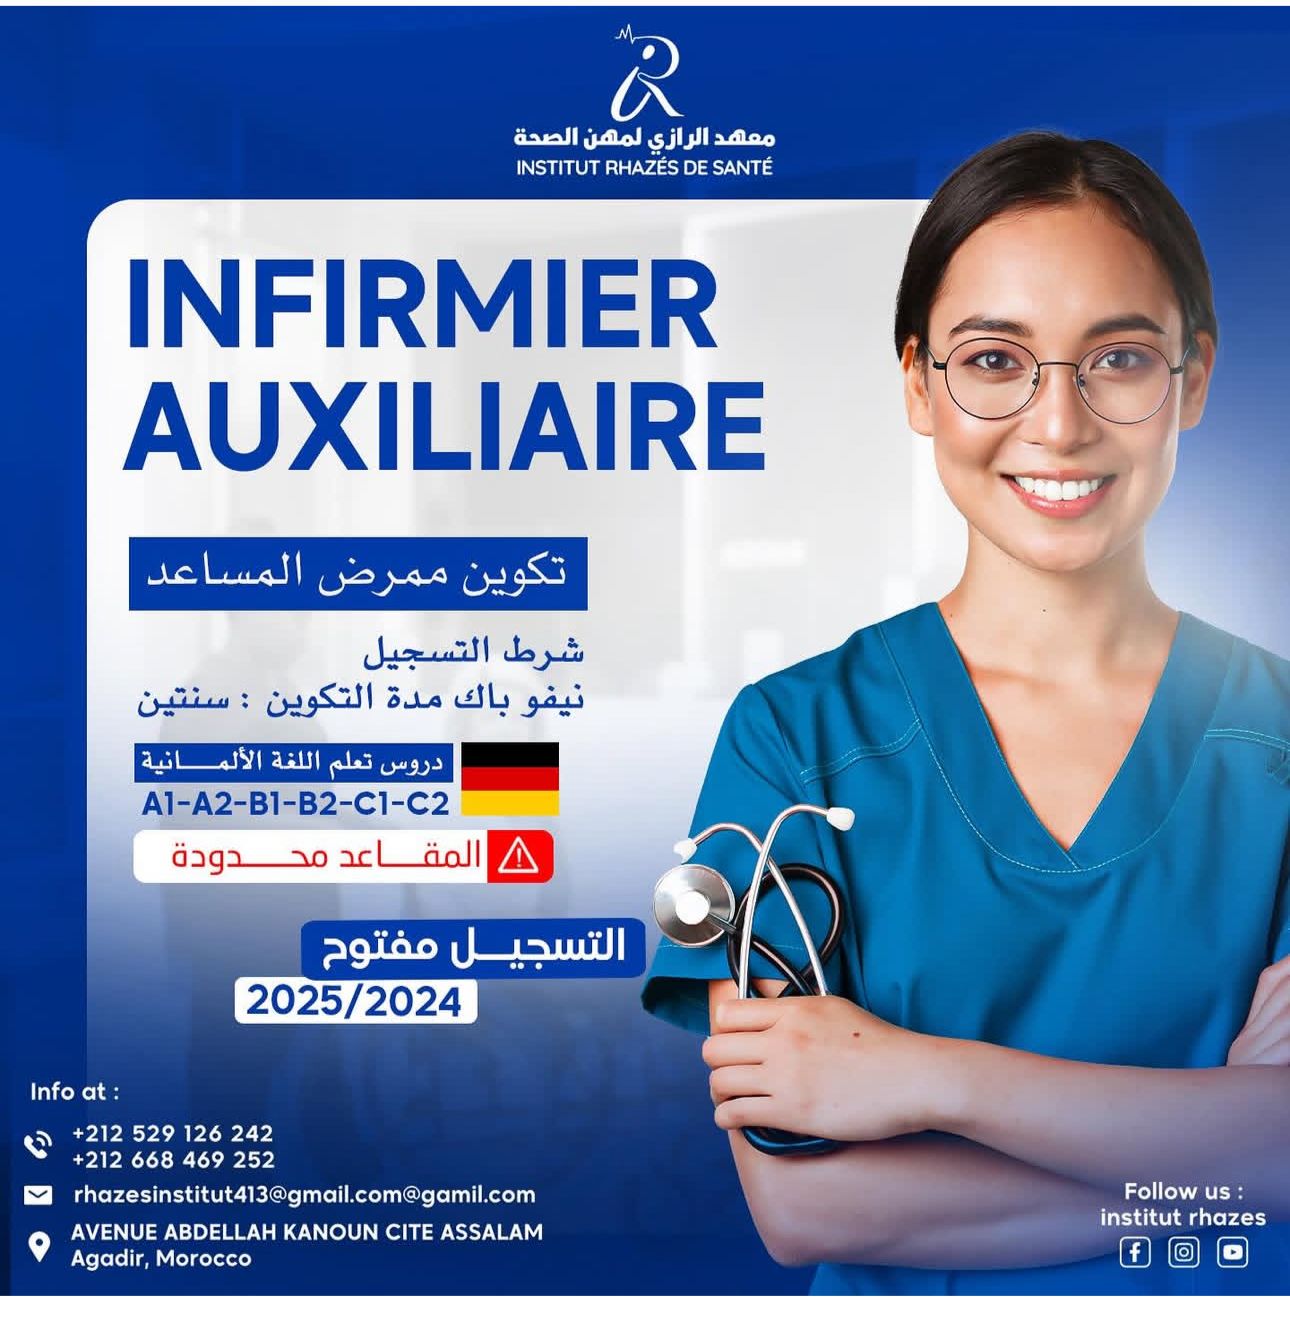 معهد الرازي لمهن الصحة
INSTITUT RHAZÉS DE SANTÉ
INFIRMIER
AUXILIAIRE
تكوين ممرض المساعد
شرط التسجيل
نيفو باك مدة التكوين : سنتين
دروس تعلم اللغة الألمانية
A1-A2-B1-B2-C1-C2
المقاعد محدودة
التسجيل مفتوح
2025/2024
Info at :
+212 529 126 242
+212 668 469 252
rhazesinstitut413@gmail.com@gamil.com
AVENUE ABDELLAH KANOUN CITE ASSALAM
Agadir, Morocco
Follow us :
institut rhazes